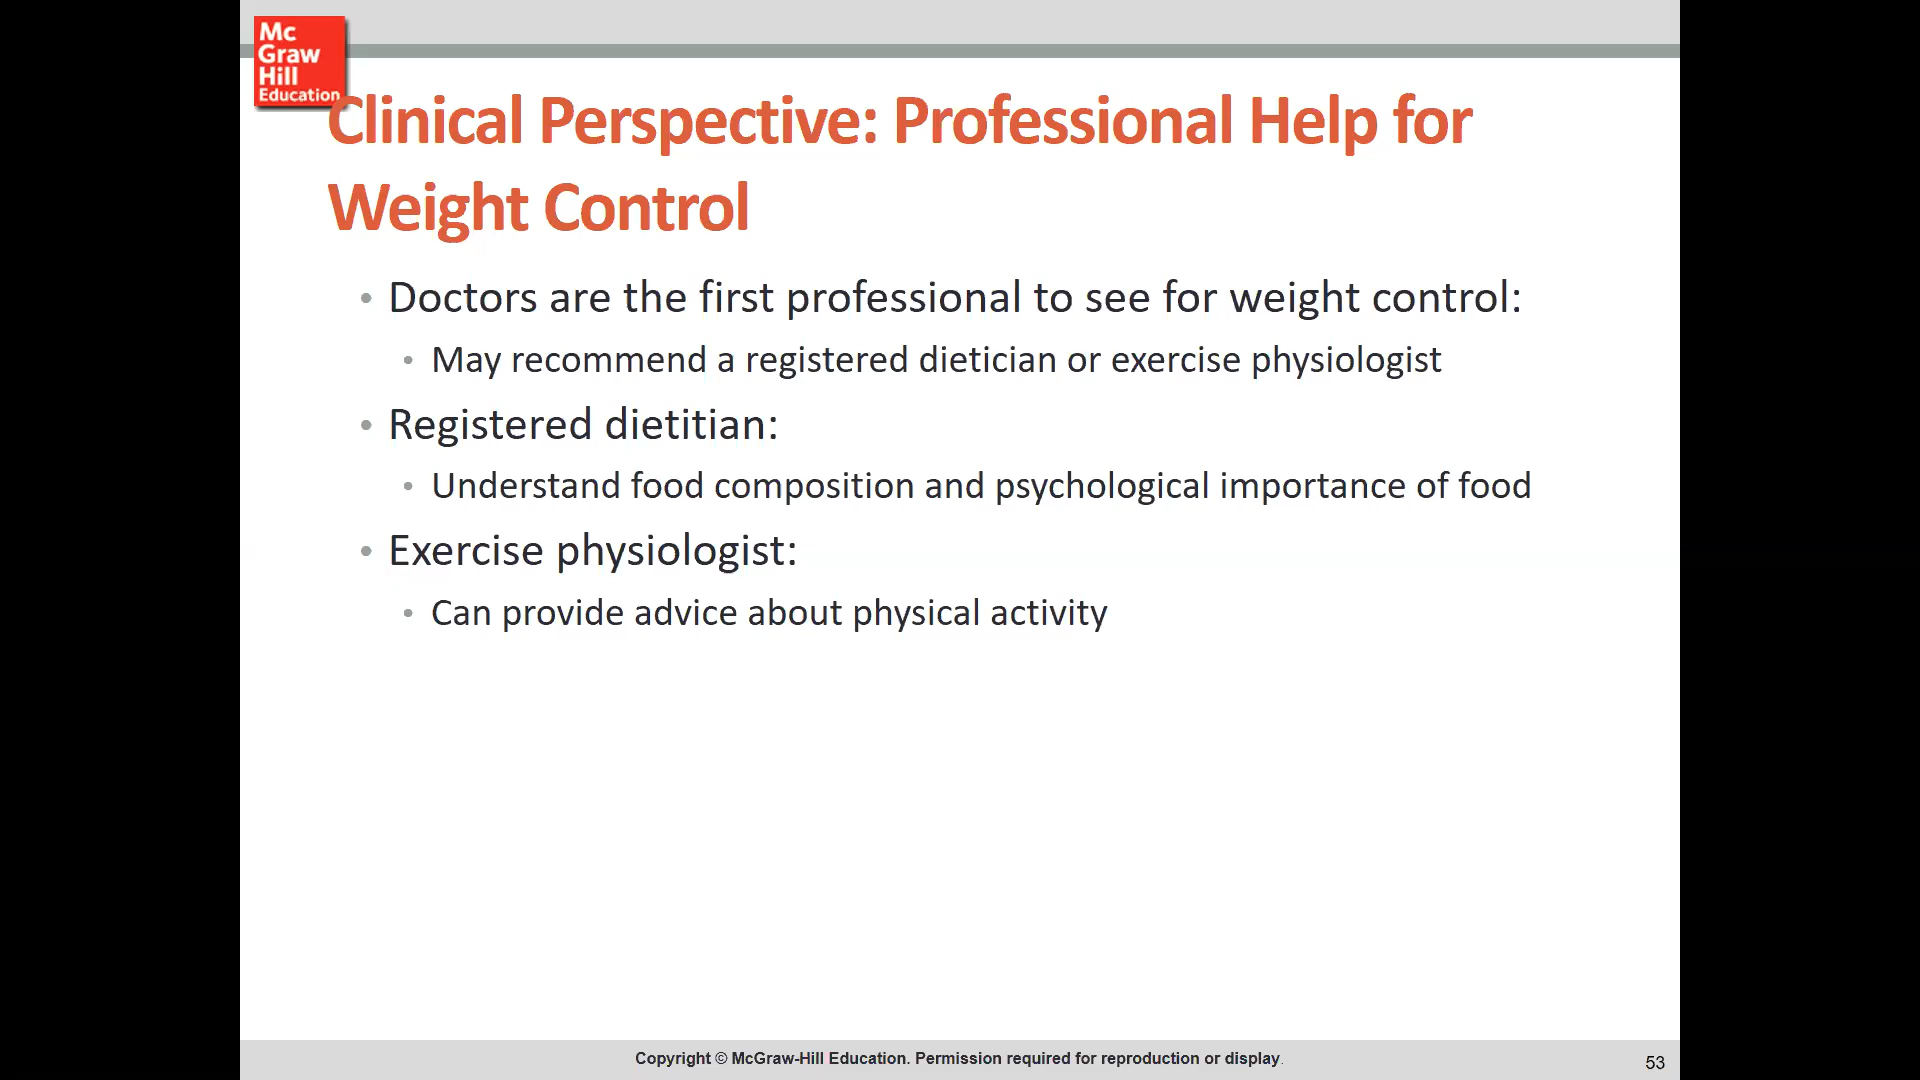 Mc
Graw
Hill
Education
Clinical Perspective: Professional Help for
Weight Control
• Doctors are the first professional to see for weight control:
• May recommend a registered dietician or exercise physiologist
• Registered dietitian:
• Understand food composition and psychological importance of food
• Exercise physiologist:
• Can provide advice about physical activity
Copyright © McGraw-Hill Education. Permission required for reproduction or display.
53